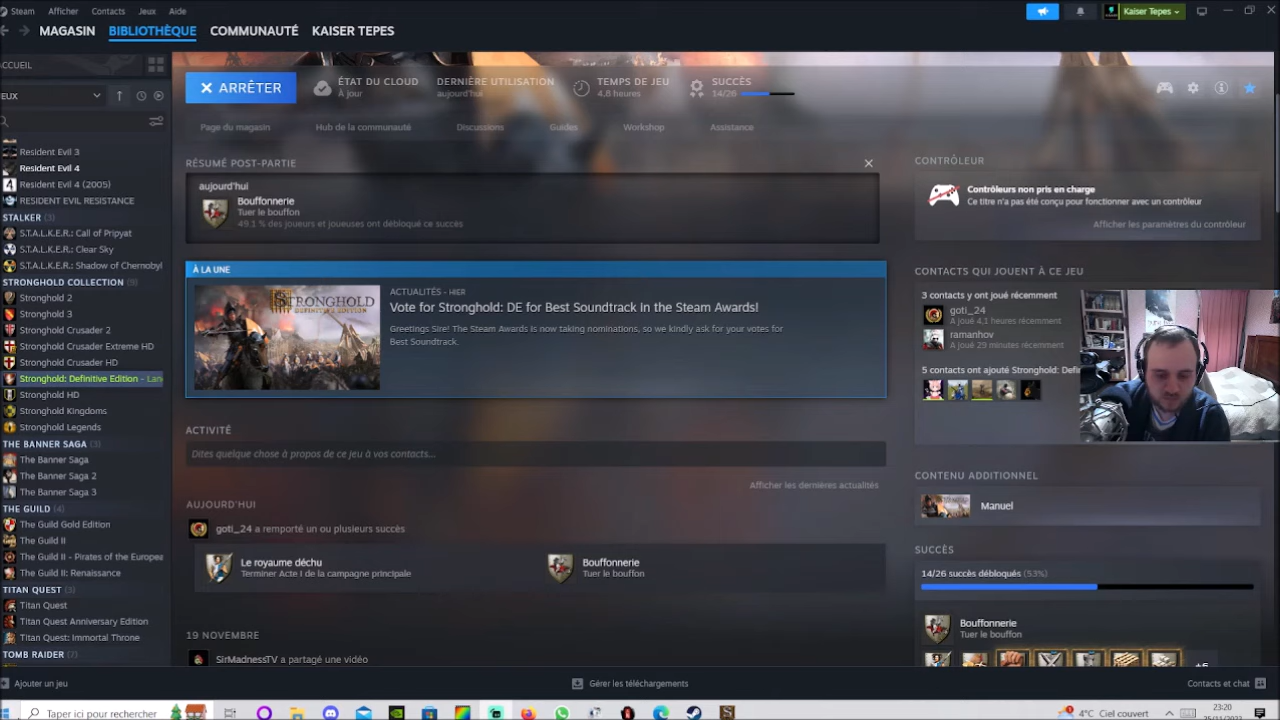 Steam Afficher Contacts Jeux Aide
Kaiser Tepes
MAGASIN BIBLIOTHÈQUE COMMUNAUTÉ KAISER TEPES
CCUEIL
EUX
Resident Evil 3
Resident Evil 4
Resident Evil 4 (2005)
RESIDENT EVIL RESISTANCE
STALKER (3)
S.T.A.L.K.E.R.: Call of Pripyat
S.T.A.L.K.E.R.: Clear Sky
S.T.A.L.K.E.R.: Shadow of Chernobyl
STRONGHOLD COLLECTION (9)
Stronghold 2
Stronghold 3
Stronghold Crusader 2
Stronghold Crusader Extreme HD
Stronghold Crusader HD
Stronghold: Definitive Edition - Lan
Stronghold HD
Stronghold Kingdoms
Stronghold Legends
THE BANNER SAGA (3)
The Banner Saga
The Banner Saga 2
The Banner Saga 3
THE GUILD (4)
The Guild Gold Edition
The Guild II
The Guild II - Pirates of the Europea
The Guild II: Renaissance
TITAN QUEST (3)
Titan Quest
Titan Quest Anniversary Edition
Titan Quest: Immortal Throne
TOMB RAIDER (7)
ARRÊTER
ÉTAT DU CLOUD
À jour
DERNIÈRE UTILISATION
aujourd'hui
TEMPS DE JEU
4.8 heures
SUCCÈS
14/26
Page du magasin Hub de la communauté Discussions Guides Workshop Assistance
RÉSUMÉ POST-PARTIE
aujourd'hui
Bouffonnerie
Tuer le bouffon
49.1 % des joueurs et joueuses ont débloqué ce succès
À LA UNE
STRONGHOLD
DEFINITIVE EDITION
ACTUALITÉS - HIER
Vote for Stronghold: DE for Best Soundtrack in the Steam Awards!
Greetings Sire! The Steam Awards is now taking nominations, so we kindly ask for your votes for
Best Soundtrack.
ACTIVITÉ
Dites quelque chose à propos de ce jeu à vos contacts...
Afficher les dernières actualités
AUJOURD'HUI
goti_24 a remporté un ou plusieurs succès
Le royaume déchu
Terminer Acte I de la campagne principale
Bouffonnerie
Tuer le bouffon
19 NOVEMBRE
SirMadnessTV a partagé une vidéo
CONTRÔLEUR
Contrôleurs non pris en charge
Ce titre n'a pas été conçu pour fonctionner avec un contrôleur
Afficher les paramètres du contrôleur
CONTACTS QUI JOUENT À CE JEU
3 contacts y ont joué récemment
goti_24
A joué 4,1 heures récemment
ramanhov
A joué 29 minutes récemment
5 contacts ont ajouté Stronghold: Defin
CONTENU ADDITIONNEL
Manuel
SUCCÈS
14/26 succès débloqués (53%)
Bouffonnerie
Tuer le bouffon
+6
Ajouter un jeu
Gérer les téléchargements
Contacts et chat
Taper ici pour rechercher
4°C Ciel couvert
23:20